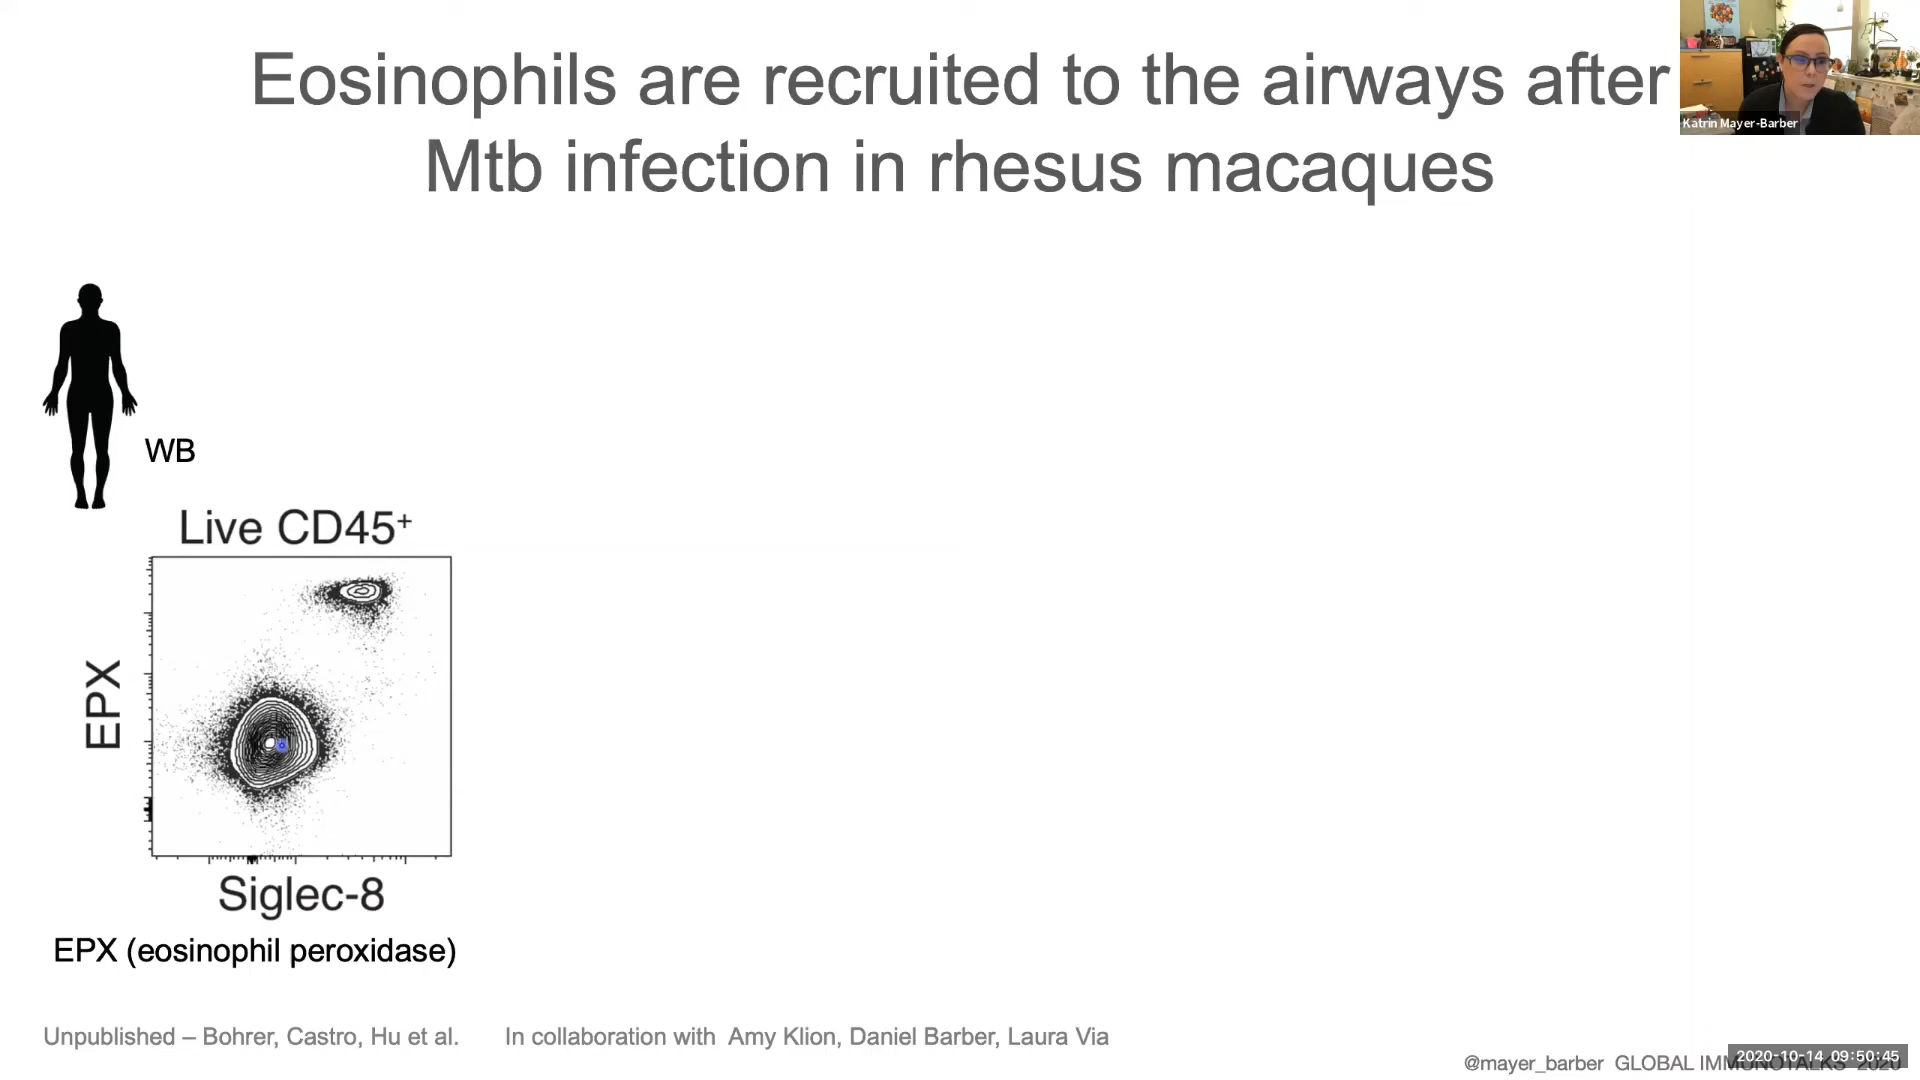 Eosinophils are recruited to the airways after
Mtb infection in rhesus macaques
Katrin Mayer-Barber
WB
Live CD45⁺
EPX
Siglec-8
EPX (eosinophil peroxidase)
Unpublished – Bohrer, Castro, Hu et al. In collaboration with Amy Klion, Daniel Barber, Laura Via
@mayer_barber GLOBAL IMMUNOTALKS 2020
2020-10-14 09:50:45